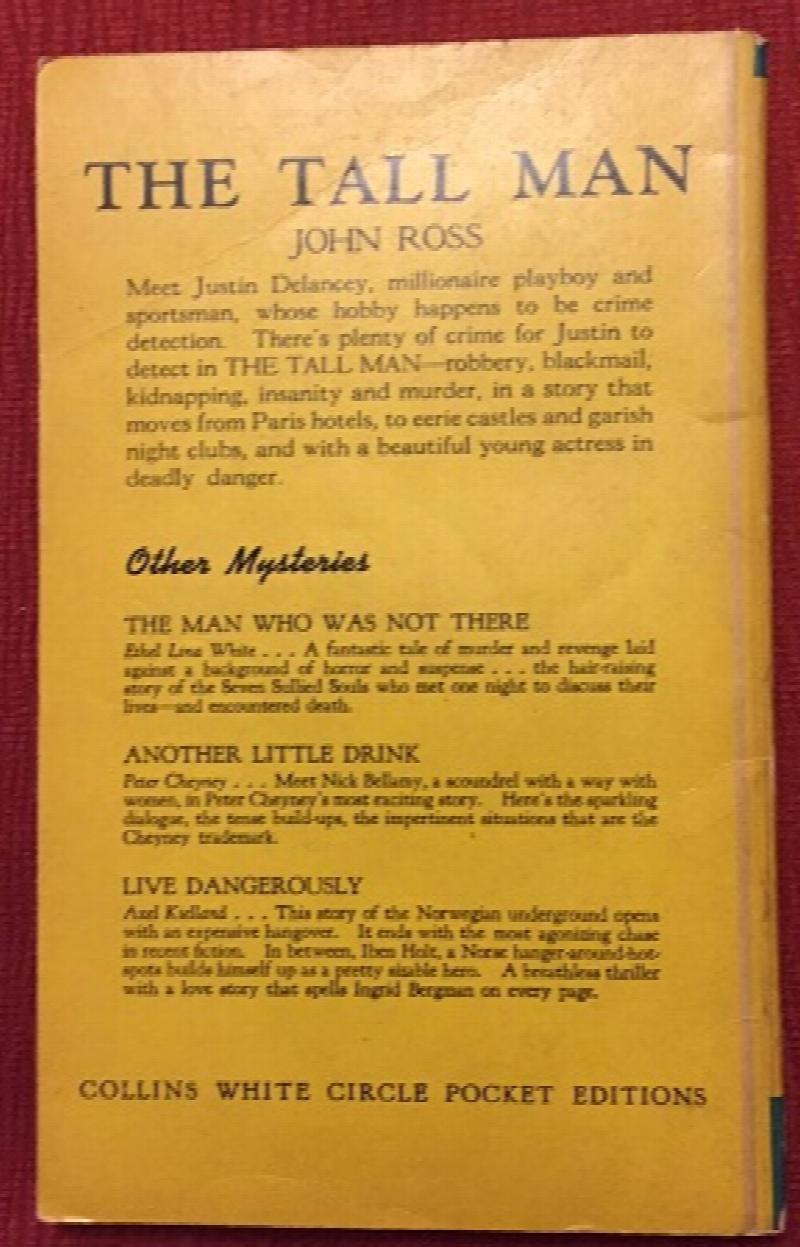 THE TALL MAN
JOHN ROSS
Meet Justin Delancey, millionaire playboy and
sportsman, whose hobby happens to be crime
detection. There's plenty of crime for Justin to
detect in THE TALL MAN—robbery, blackmail,
kidnapping, insanity and murder, in a story that
moves from Paris hotels, to eerie castles and garish
night clubs, and with a beautiful young actress in
deadly danger.
Other Mysteries
THE MAN WHO WAS NOT THERE
Ethel Lina White . . . A fantastic tale of murder and revenge laid
against a background of horror and suspense . . . the hair-raising
story of the Seven Sullied Souls who met one night to discuss their
lives—and encountered death.
ANOTHER LITTLE DRINK
Peter Cheyney . . . Meet Nick Bellamy, a scoundrel with a way with
women, in Peter Cheyney's most exciting story. Here's the sparkling
dialogue, the tense build-ups, the impertinent situations that are the
Cheyney trademark.
LIVE DANGEROUSLY
Axel Kielland . . . This story of the Norwegian underground opens
with an expensive hangover. It ends with the most agonizing chase
in recent fiction. In between, Iben Holt, a Norse hanger-around-hot-
spots builds himself up as a pretty sizable hero. A breathless thriller
with a love story that spells Ingrid Bergman on every page.
COLLINS WHITE CIRCLE POCKET EDITIONS